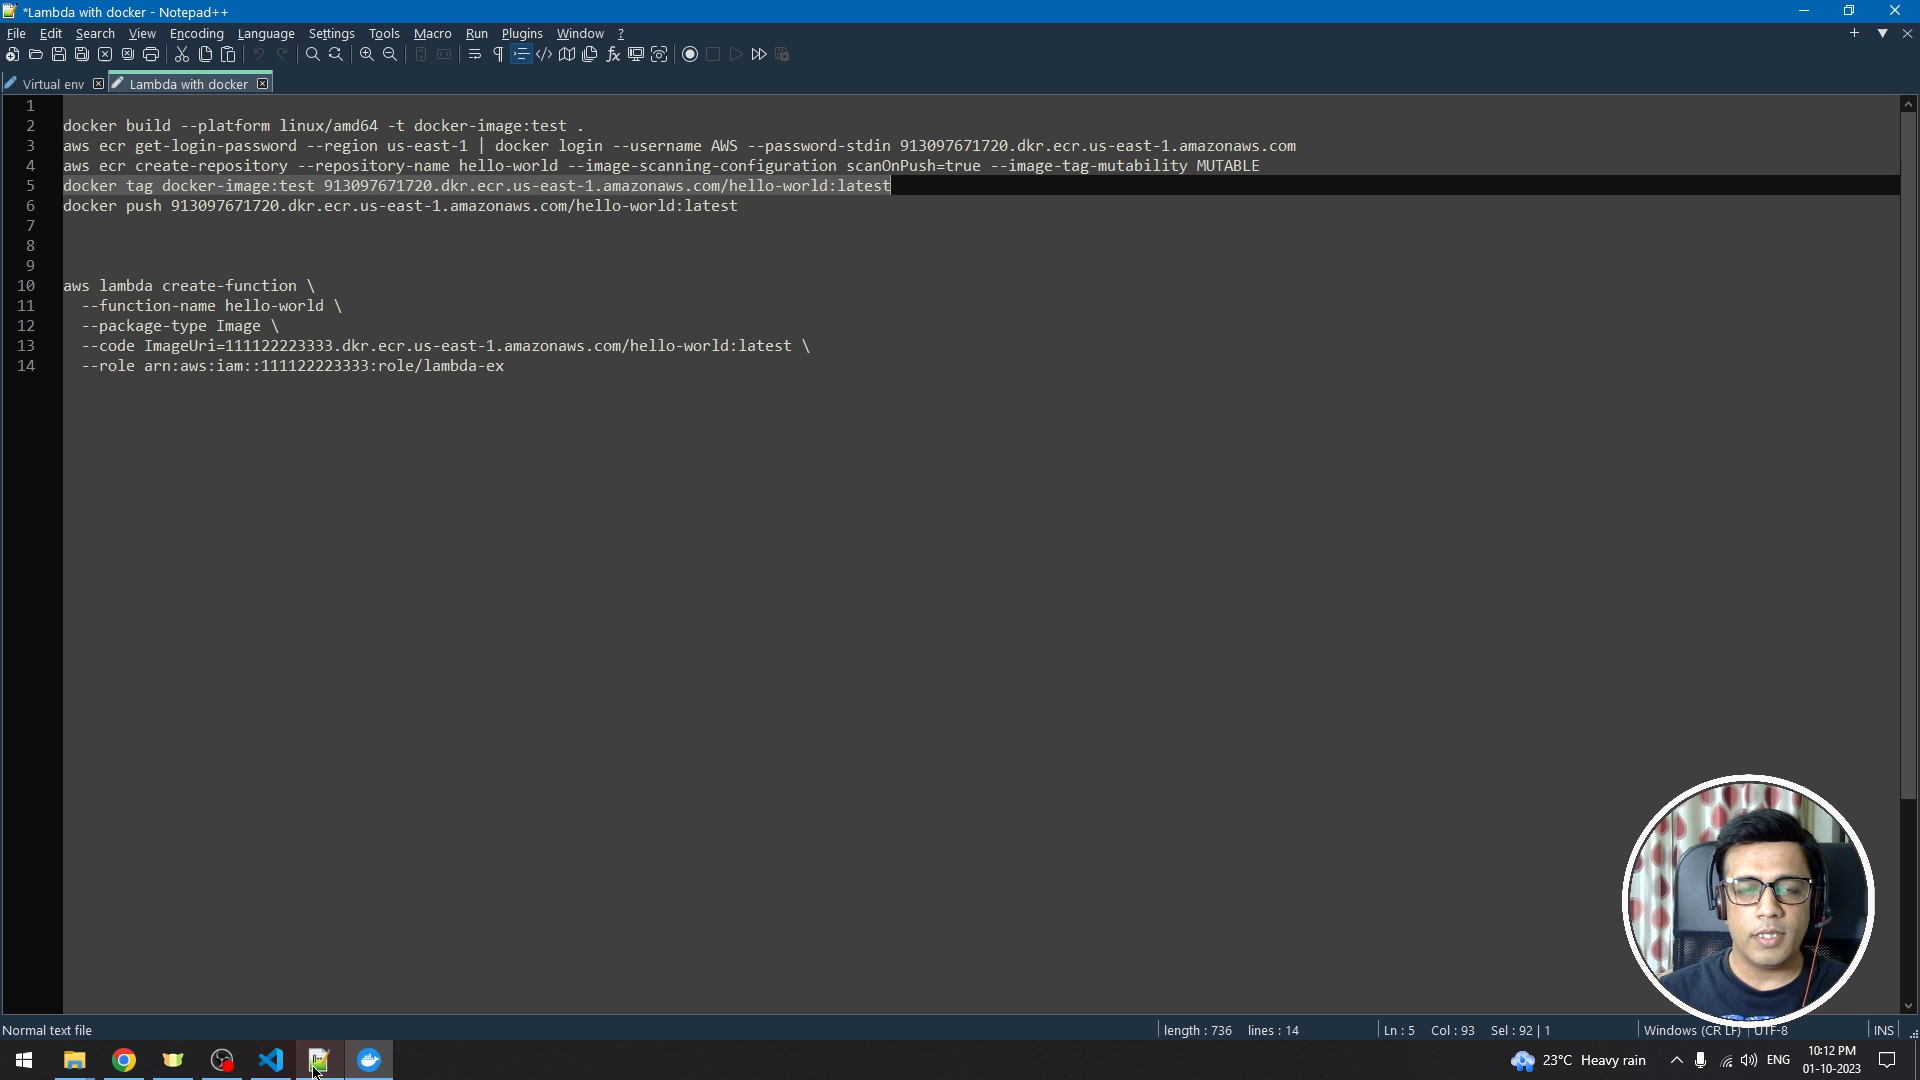 *Lambda with docker - Notepad++
File Edit Search View Encoding Language Settings Tools Macro Run Plugins Window ?
Virtual env
Lambda with docker
1
2 docker build --platform linux/amd64 -t docker-image:test .
3 aws ecr get-login-password --region us-east-1 | docker login --username AWS --password-stdin 913097671720.dkr.ecr.us-east-1.amazonaws.com
4 aws ecr create-repository --repository-name hello-world --image-scanning-configuration scanOnPush=true --image-tag-mutability MUTABLE
5 docker tag docker-image:test 913097671720.dkr.ecr.us-east-1.amazonaws.com/hello-world:latest
6 docker push 913097671720.dkr.ecr.us-east-1.amazonaws.com/hello-world:latest
7
8
9
10 aws lambda create-function \
11 --function-name hello-world \
12 --package-type Image \
13 --code ImageUri=111122223333.dkr.ecr.us-east-1.amazonaws.com/hello-world:latest \
14 --role arn:aws:iam::111122223333:role/lambda-ex
Normal text file length : 736 lines : 14 Ln : 5 Col : 93 Sel : 92 | 1 Windows (CR LF) UTF-8 INS
23°C Heavy rain ENG 10:12 PM
01-10-2023